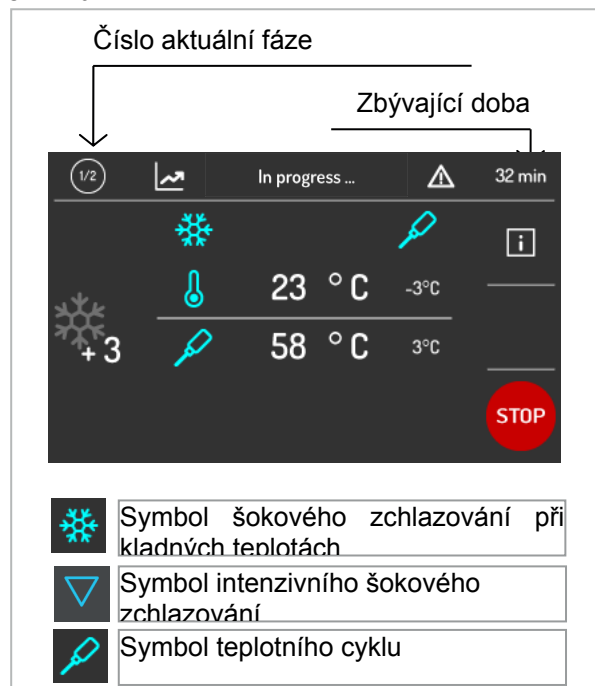 Číslo aktuální fáze
Zbývající doba
1/2
In progress ...
32 min
23 °C
-3°C
+3
58 °C
3°C
STOP
Symbol šokového zchlazování při
kladných teplotách
Symbol intenzivního šokového
zchlazování
Symbol teplotního cyklu